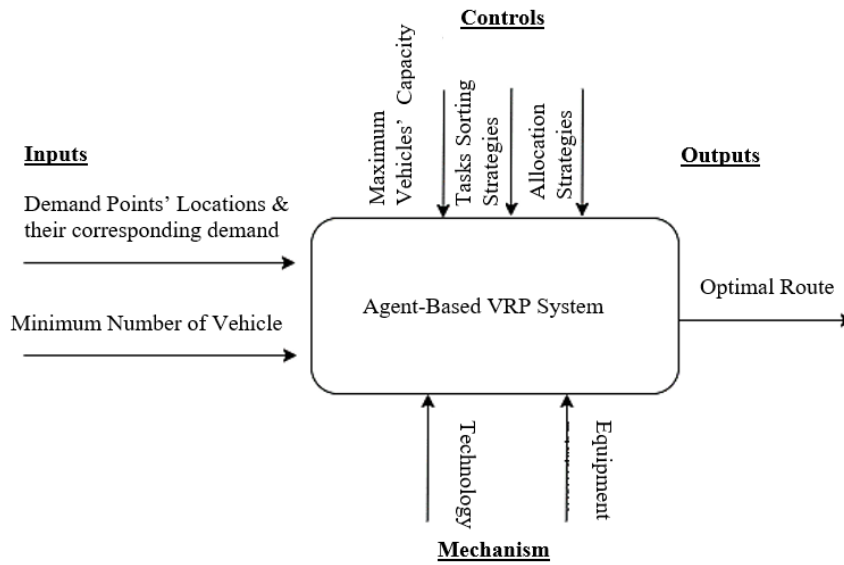 Controls
Maximum
Vehicles' Capacity
Tasks Sorting
Strategies
Allocation
Strategies
Inputs
Outputs
Demand Points' Locations &
their corresponding demand
Minimum Number of Vehicle
Agent-Based VRP System
Optimal Route
Technology
Equipment
Mechanism